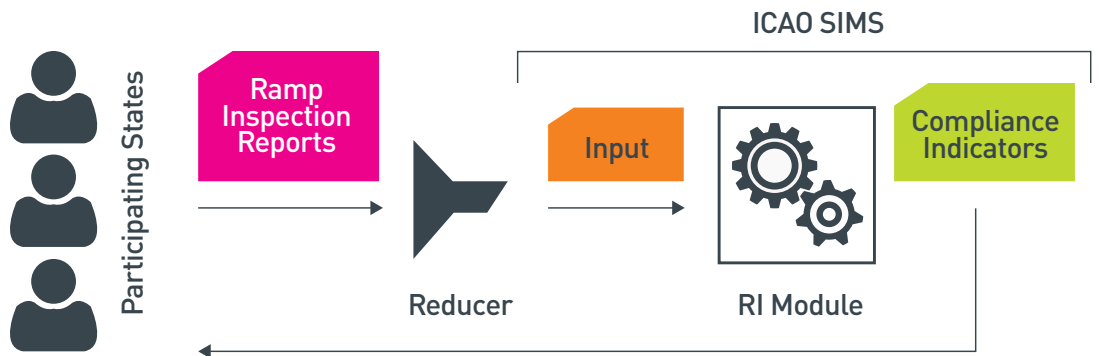 ICAO SIMS
Participating States
Ramp
Inspection
Reports
Input
Compliance
Indicators
Reducer
RI Module